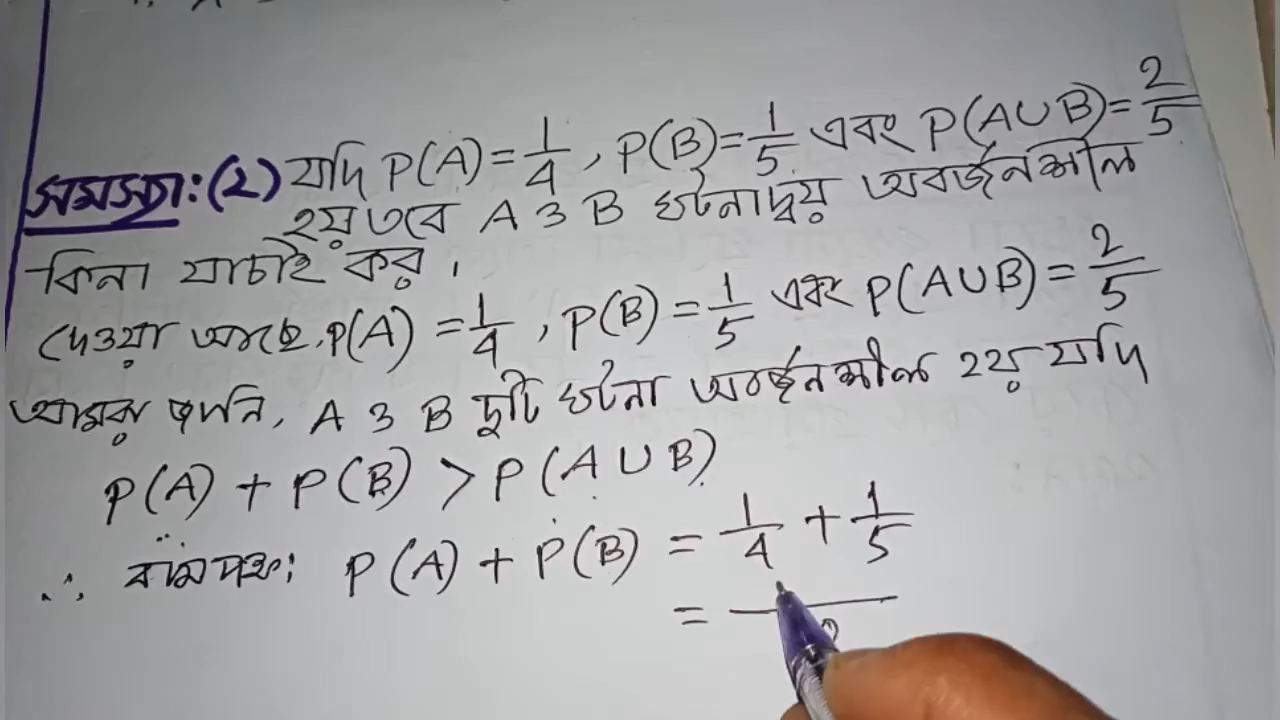 সমস্যা:(২) যদি P(A)=1/4, P(B)=1/5 এবং P(A∪B)=2/5
হয় তবে A ও B ঘটনাদ্বয় অবর্জনশীল
কিনা যাচাই কর।
দেওয়া আছে, P(A) = 1/4, P(B) = 1/5 এবং P(A∪B) = 2/5
আমরা জানি, A ও B দুটি ঘটনা অবর্জনশীল হয় যদি
P(A) + P(B) > P(A∪B)
∴ বামপক্ষ: P(A) + P(B) = 1/4 + 1/5
=